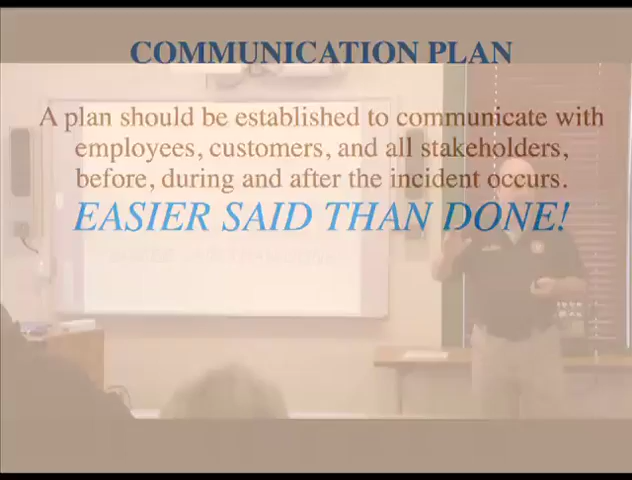 COMMUNICATION PLAN
A plan should be established to communicate with
employees, customers, and all stakeholders,
before, during and after the incident occurs.
EASIER SAID THAN DONE!